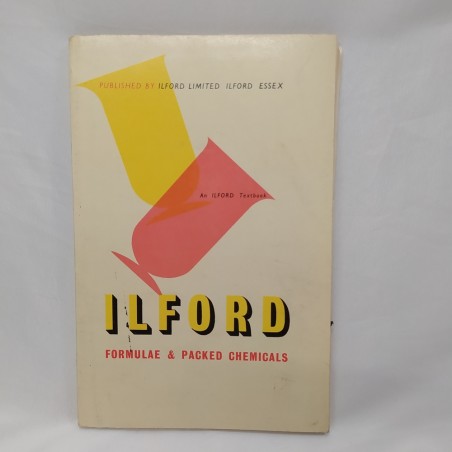 PUBLISHED BY ILFORD LIMITED ILFORD ESSEX
An ILFORD Textbook
ILFORD
FORMULAE & PACKED CHEMICALS